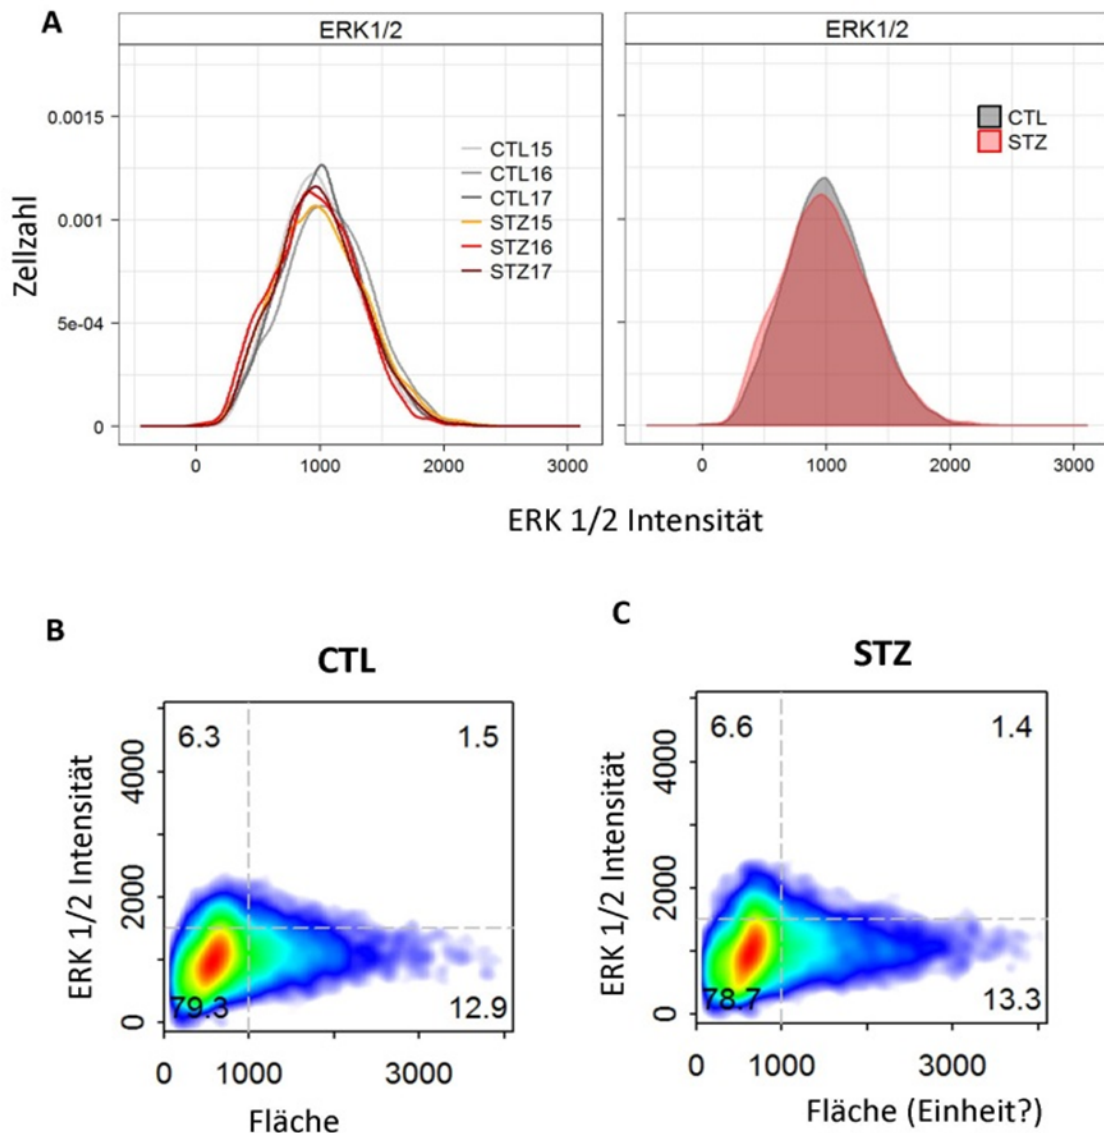 A
ERK1/2
ERK1/2
0.0015
0.001
5e-04
0
Zellzahl
CTL15
CTL16
CTL17
STZ15
STZ16
STZ17
CTL
STZ
0 1000 2000 3000
0 1000 2000 3000
ERK 1/2 Intensität
B
CTL
ERK 1/2 Intensität
4000
2000
0
6.3 1.5
79.3 12.9
0 1000 3000
Fläche
C
STZ
ERK 1/2 Intensität
4000
2000
0
6.6 1.4
78.7 13.3
0 1000 3000
Fläche (Einheit?)